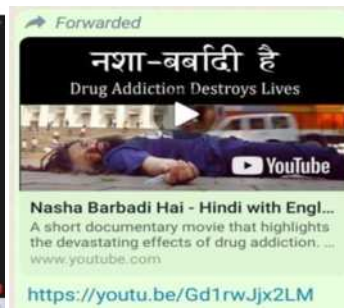 Forwarded
नशा-बर्बादी है
Drug Addiction Destroys Lives
YouTube
Nasha Barbadi Hai - Hindi with Engl...
A short documentary movie that highlights
the devastating effects of drug addiction. ...
www.youtube.com
https://youtu.be/Gd1rwJjx2LM